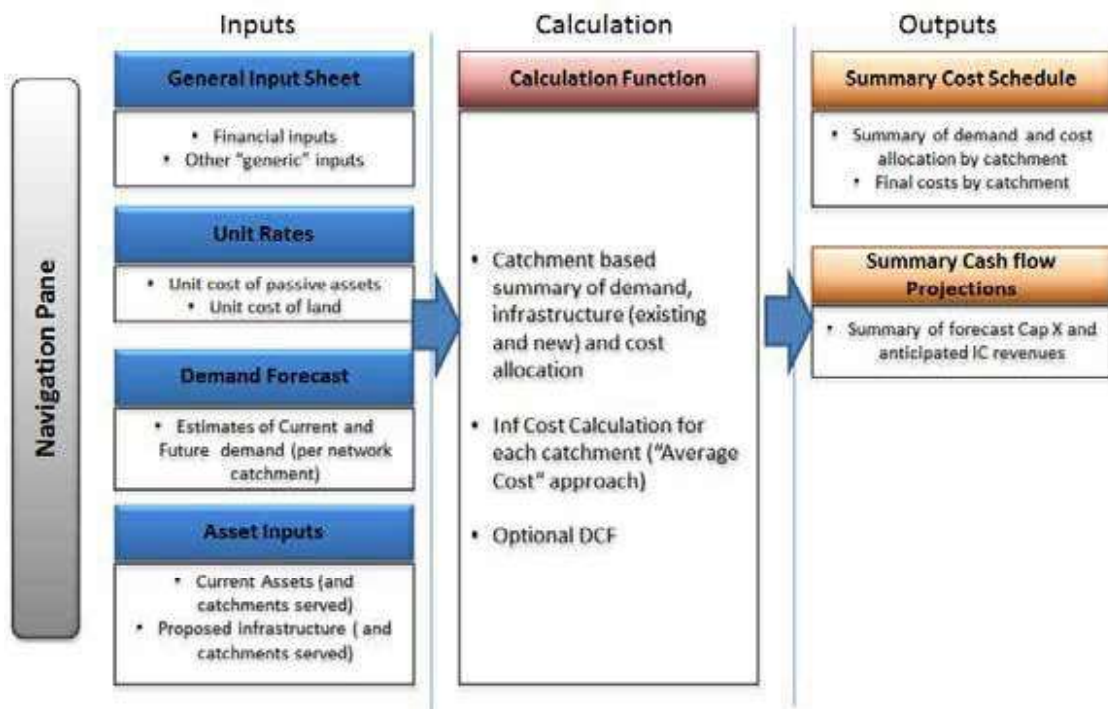 Inputs
Calculation
Outputs
Navigation Pane
General Input Sheet
• Financial inputs
• Other "generic" inputs
Unit Rates
• Unit cost of passive assets
• Unit cost of land
Demand Forecast
• Estimates of Current and
Future demand (per network
catchment)
Asset Inputs
• Current Assets (and
catchments served)
• Proposed infrastructure ( and
catchments served)
Calculation Function
• Catchment based
summary of demand,
infrastructure (existing
and new) and cost
allocation
• Inf Cost Calculation for
each catchment ("Average
Cost" approach)
• Optional DCF
Summary Cost Schedule
• Summary of demand and cost
allocation by catchment
• Final costs by catchment
Summary Cash flow
Projections
• Summary of forecast Cap X and
anticipated IC revenues